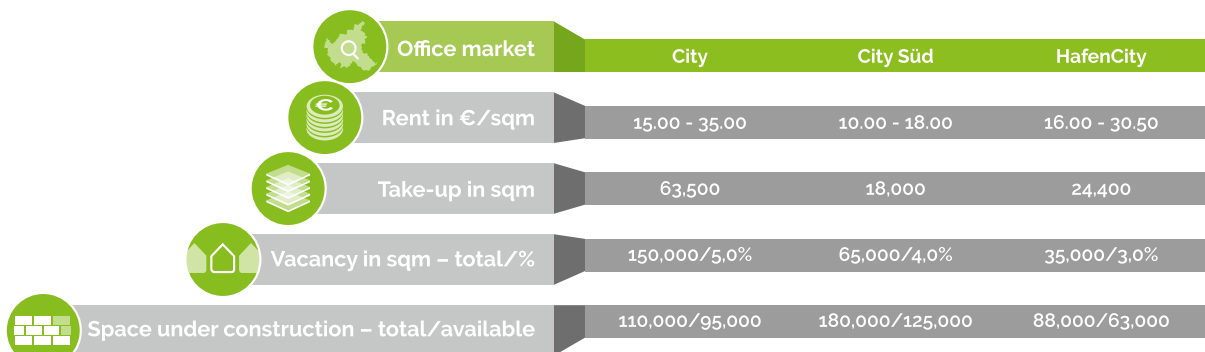 Office market City City Süd HafenCity
Rent in €/sqm 15.00 - 35.00 10.00 - 18.00 16.00 - 30.50
Take-up in sqm 63,500 18,000 24,400
Vacancy in sqm – total/% 150,000/5,0% 65,000/4,0% 35,000/3,0%
Space under construction – total/available 110,000/95,000 180,000/125,000 88,000/63,000